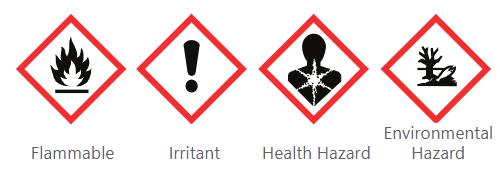 Flammable
Irritant
Health Hazard
Environmental
Hazard